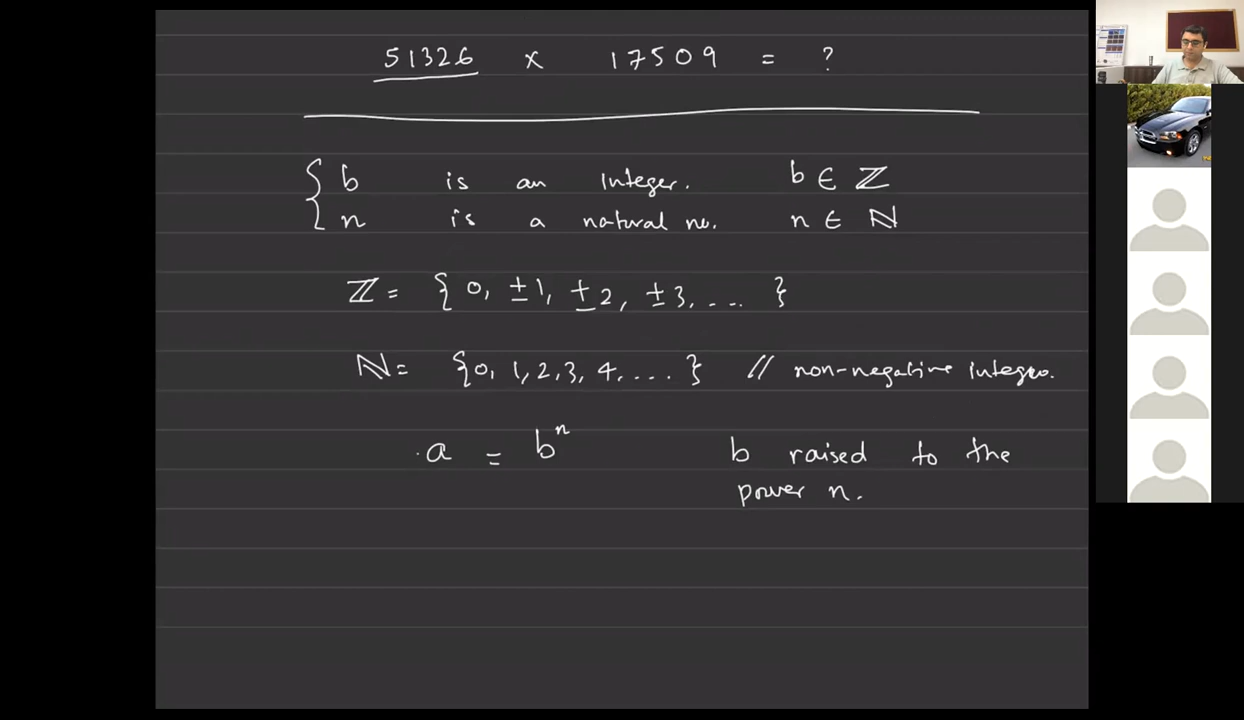 51326 x 17509 = ?
b is an integer. b ∈ ℤ
n is a natural no. n ∈ ℕ
ℤ = { 0, ±1, ±2, ±3, ... }
ℕ = {0, 1, 2, 3, 4, ... } // non-negative integers.
a = bⁿ b raised to the
power n.